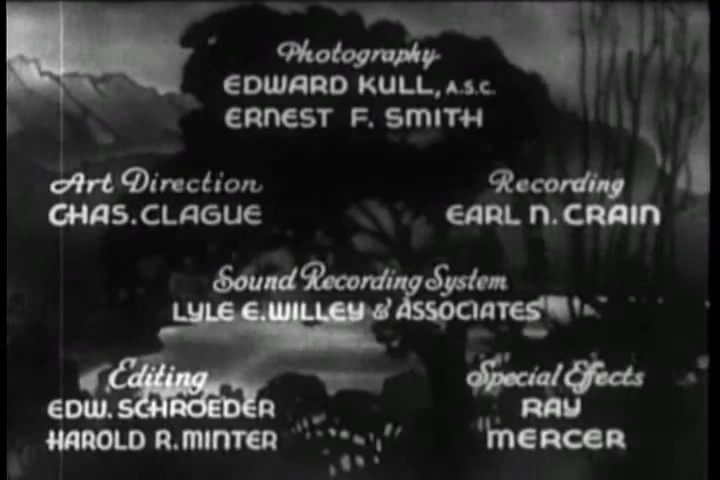 Photography
EDWARD KULL, A.S.C.
ERNEST F. SMITH
Art Direction
CHAS. CLAGUE
Recording
EARL N. CRAIN
Sound Recording System
LYLE E. WILLEY & ASSOCIATES
Editing
EDW. SCHROEDER
HAROLD R. MINTER
Special Effects
RAY
MERCER